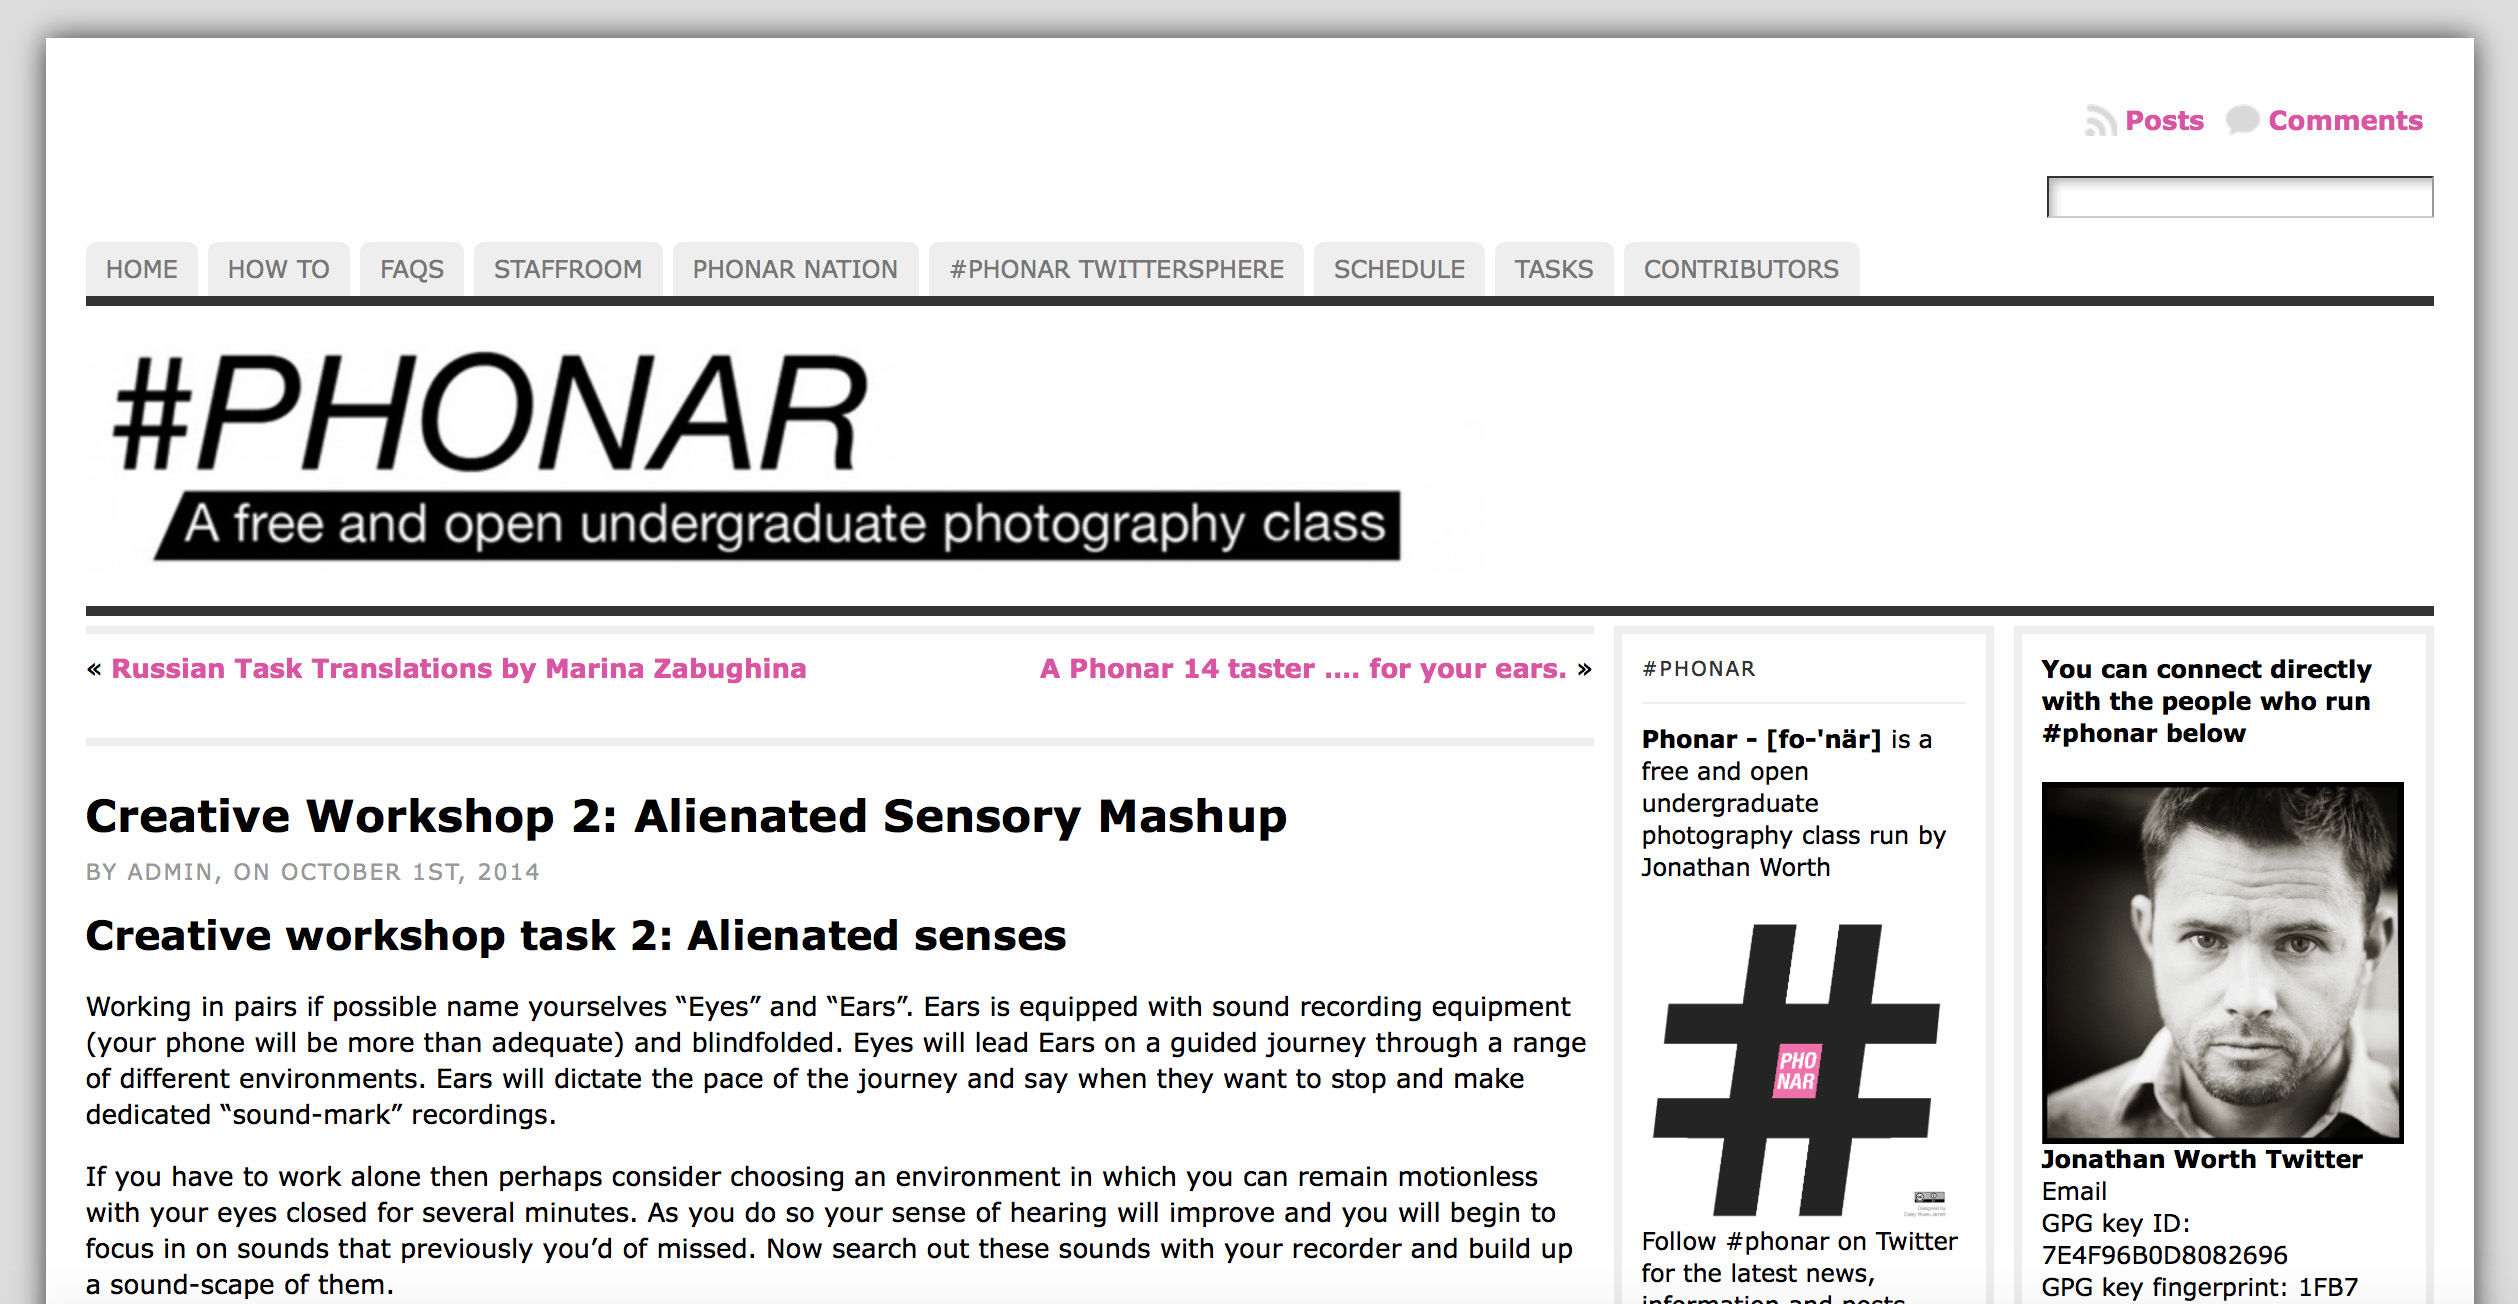 Posts Comments
HOME HOW TO FAQS STAFFROOM PHONAR NATION #PHONAR TWITTERSPHERE SCHEDULE TASKS CONTRIBUTORS
#PHONAR
A free and open undergraduate photography class
« Russian Task Translations by Marina Zabughina
A Phonar 14 taster .... for your ears. »
Creative Workshop 2: Alienated Sensory Mashup
BY ADMIN, ON OCTOBER 1ST, 2014
Creative workshop task 2: Alienated senses
Working in pairs if possible name yourselves “Eyes” and “Ears”. Ears is equipped with sound recording equipment
(your phone will be more than adequate) and blindfolded. Eyes will lead Ears on a guided journey through a range
of different environments. Ears will dictate the pace of the journey and say when they want to stop and make
dedicated “sound-mark” recordings.
If you have to work alone then perhaps consider choosing an environment in which you can remain motionless
with your eyes closed for several minutes. As you do so your sense of hearing will improve and you will begin to
focus in on sounds that previously you’d of missed. Now search out these sounds with your recorder and build up
a sound-scape of them.
#PHONAR
Phonar - [fo-'när] is a
free and open
undergraduate
photography class run by
Jonathan Worth
PHO
NAR
Designed by
Follow #phonar on Twitter
for the latest news,
information and posts
You can connect directly
with the people who run
#phonar below
Jonathan Worth Twitter
Email
GPG key ID:
7E4F96B0D8082696
GPG key fingerprint: 1FB7